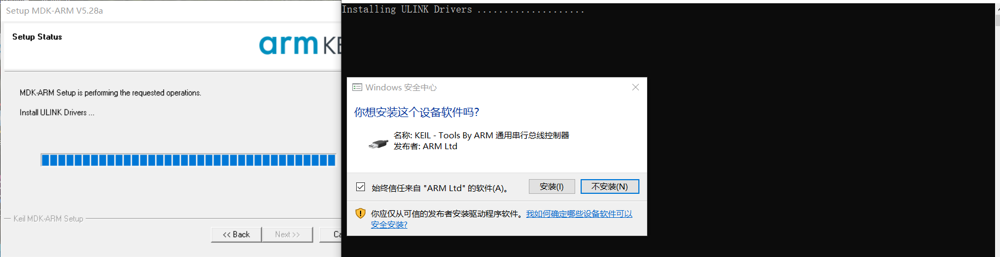 Setup MDK-ARM V5.28a
Setup Status
arm KE
MDK-ARM Setup is performing the requested operations.
Install ULINK Drivers ...
Keil MDK-ARM Setup
<< Back
Next >>
Ca
Installing ULINK Drivers ....................
Windows 安全中心
你想安装这个设备软件吗?
名称: KEIL - Tools By ARM 通用串行总线控制器
发布者: ARM Ltd
始终信任来自 "ARM Ltd" 的软件(A)。
安装(I)
不安装(N)
你应仅从可信的发布者安装驱动程序软件。我如何确定哪些设备软件可以
安全安装?